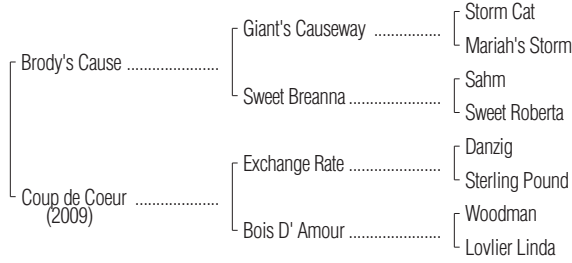 Storm Cat
Giant's Causeway ..................
Mariah's Storm
Brody's Cause .......................
Sahm
Sweet Breanna .......................
Sweet Roberta
Danzig
Exchange Rate .......................
Sterling Pound
Coup de Coeur .....................
(2009)
Woodman
Bois D' Amour .......................
Lovlier Linda